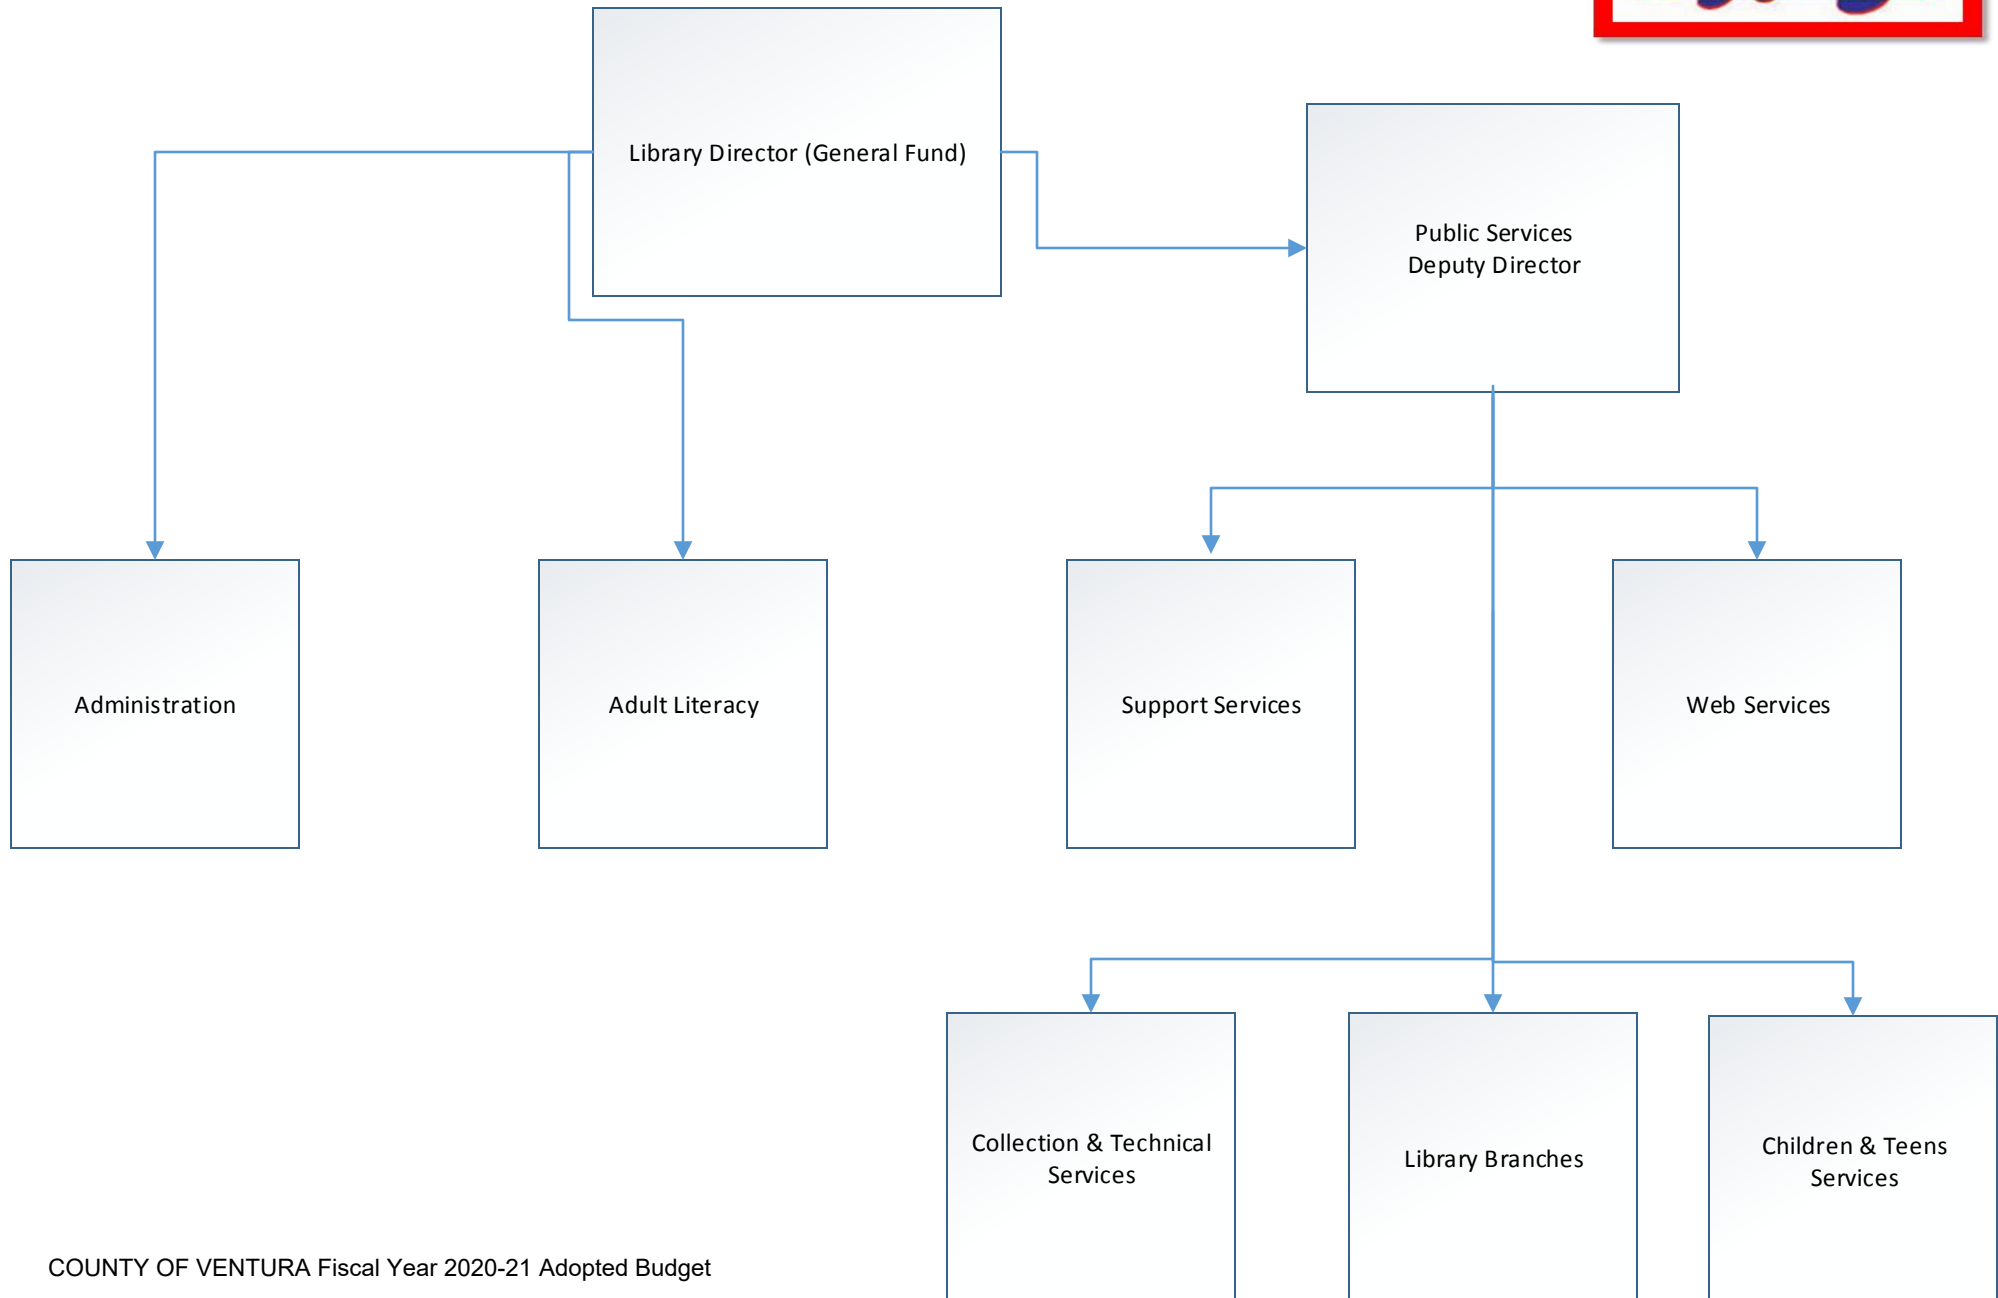 Library Director (General Fund)
Public Services
Deputy Director
Administration
Adult Literacy
Support Services
Web Services
Collection & Technical
Services
Library Branches
Children & Teens
Services
COUNTY OF VENTURA Fiscal Year 2020-21 Adopted Budget